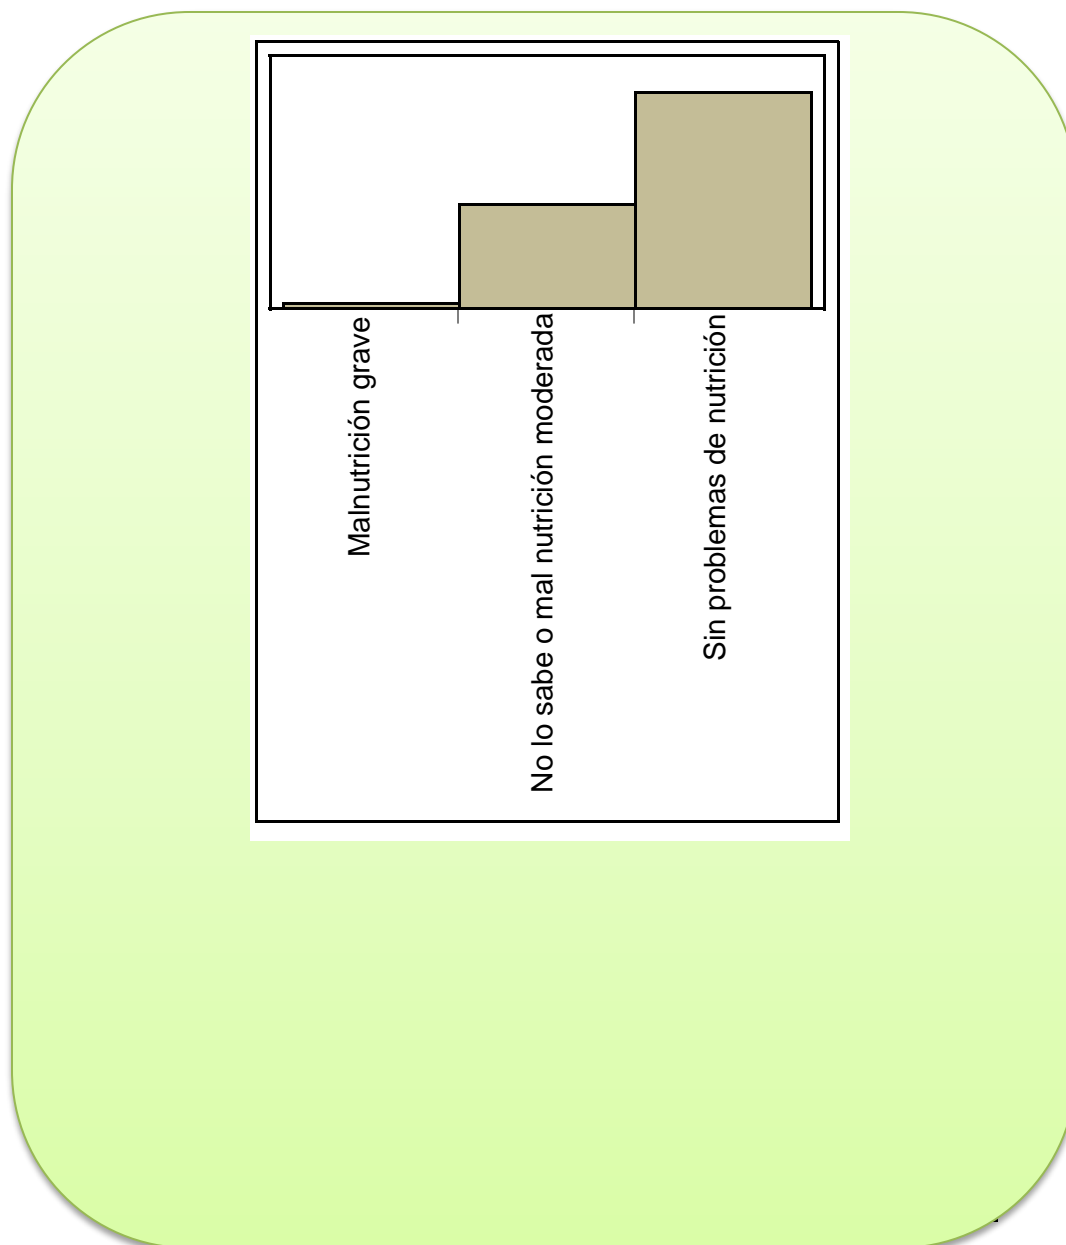 Malnutrición grave
No lo sabe o mal nutrición moderada
Sin problemas de nutrición